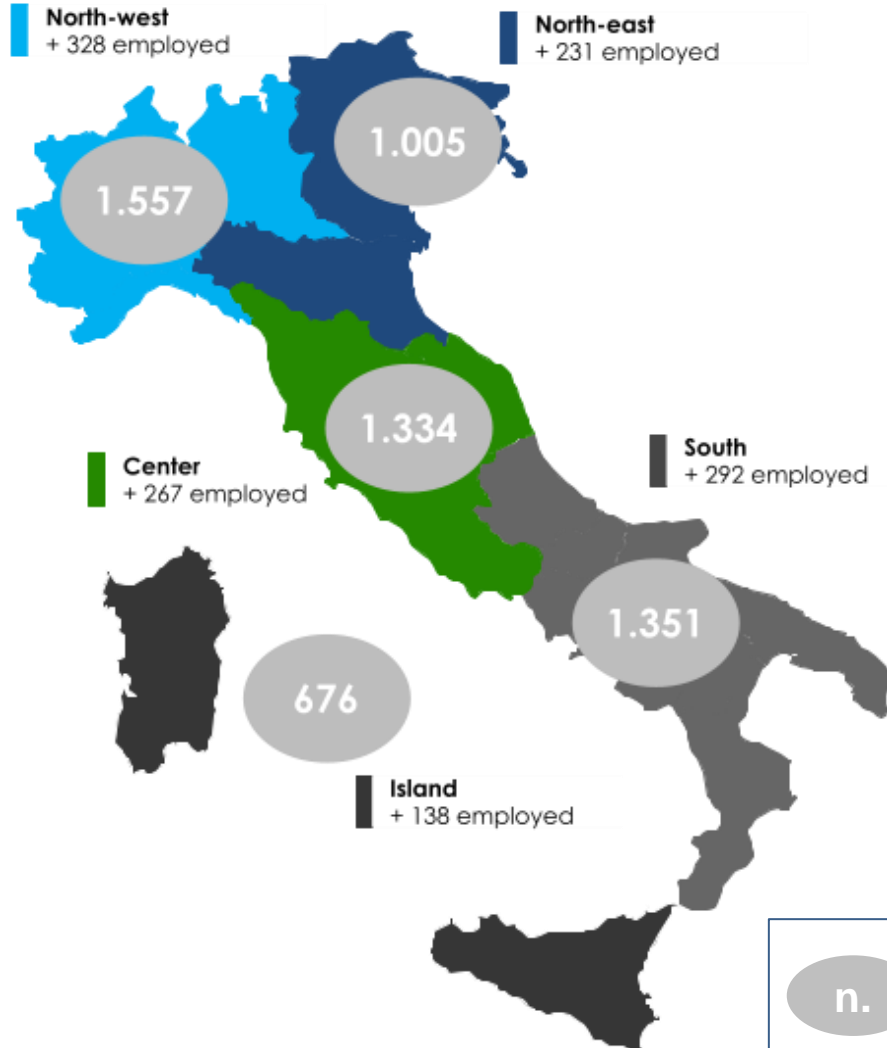 North-west
+ 328 employed
North-east
+ 231 employed
1.005
1.557
1.334
Center
+ 267 employed
South
+ 292 employed
1.351
676
Island
+ 138 employed
n.